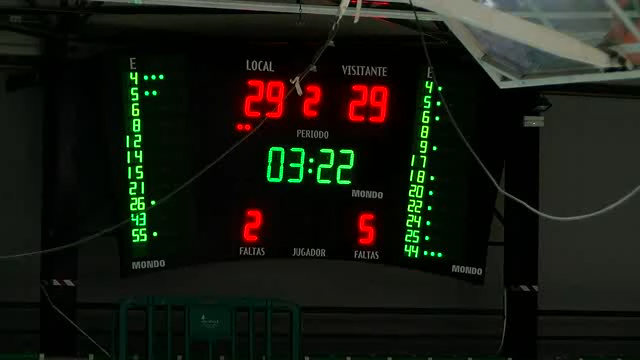 E
4
5
6
8
12
14
15
21
26
43
55
MONDO
LOCAL VISITANTE
29 2 29
PERIODO
03:22
MONDO
2 5
FALTAS JUGADOR FALTAS
E
4
5
6
8
9
17
18
20
22
24
25
44
MONDO